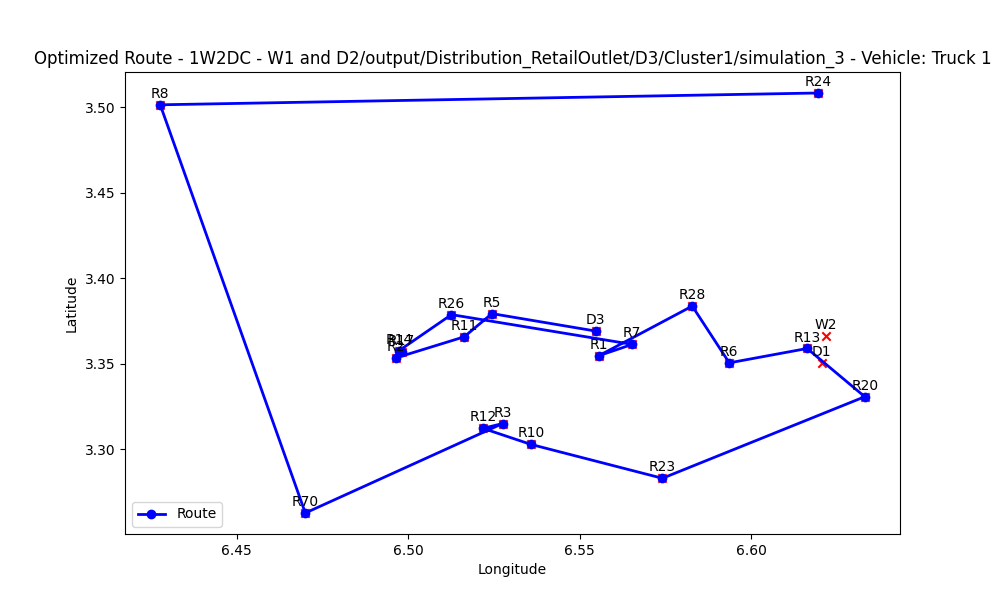 Optimized Route - 1W2DC - W1 and D2/output/Distribution_RetailOutlet/D3/Cluster1/simulation_3 - Vehicle: Truck 1
R8
R24
3.50
3.45
3.40
R28
R26
R5
D3
W2
R11
R7
R13
R14
R1
R6
D1
3.35
R20
Latitude
R12
R3
R10
3.30
R23
R70
Route
6.45
6.50
6.55
6.60
Longitude